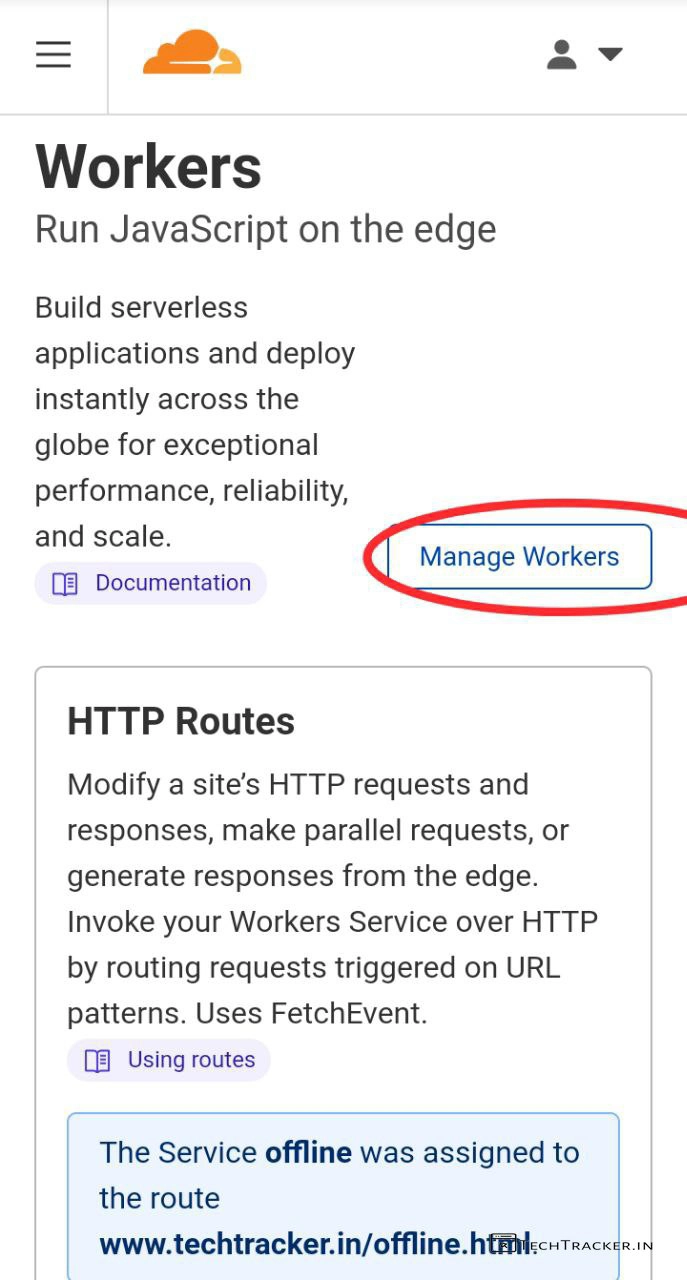 Workers
Run JavaScript on the edge
Build serverless
applications and deploy
instantly across the
globe for exceptional
performance, reliability,
and scale.
Documentation
Manage Workers
HTTP Routes
Modify a site’s HTTP requests and
responses, make parallel requests, or
generate responses from the edge.
Invoke your Workers Service over HTTP
by routing requests triggered on URL
patterns. Uses FetchEvent.
Using routes
The Service offline was assigned to
the route
www.techtracker.in/offline.html.
TECHTRACKER.IN